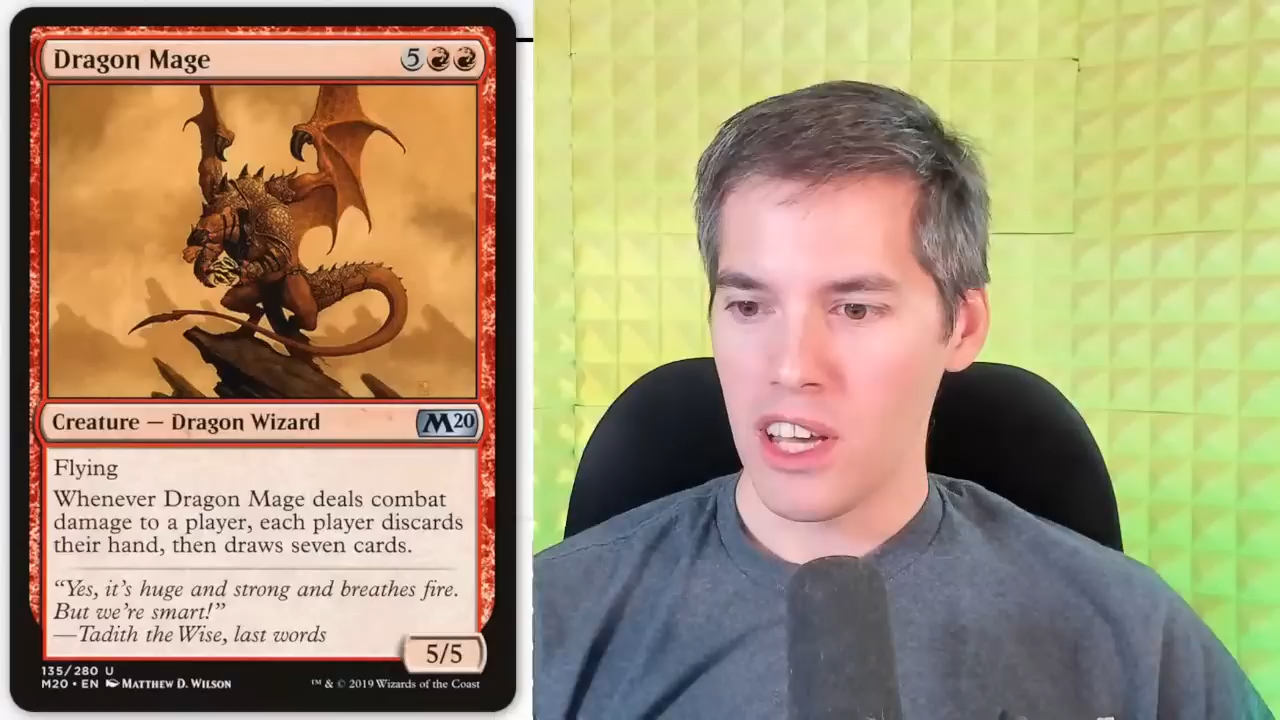 Dragon Mage 5
Creature — Dragon Wizard M20
Flying
Whenever Dragon Mage deals combat
damage to a player, each player discards
their hand, then draws seven cards.
“Yes, it’s huge and strong and breathes fire.
But we’re smart!”
—Tadith the Wise, last words
5/5
135/280 U
M20 • EN Matthew D. Wilson ™ & © 2019 Wizards of the Coast